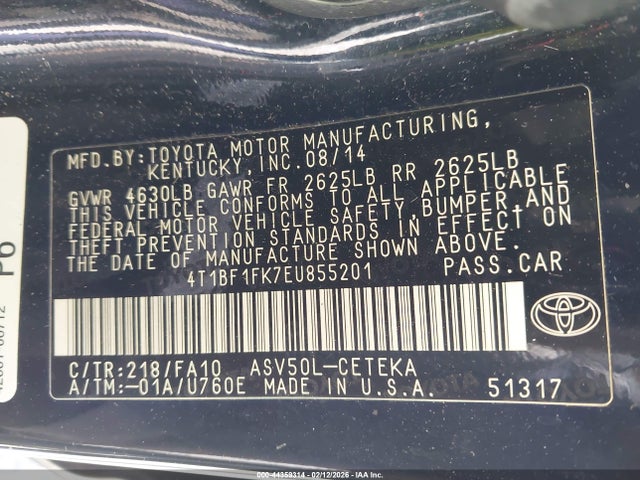 MFD.BY:TOYOTA MOTOR MANUFACTURING,
KENTUCKY,INC.08/14
GVWR 4630LB GAWR FR 2625LB RR 2625LB
THIS VEHICLE CONFORMS TO ALL APPLICABLE
FEDERAL MOTOR VEHICLE SAFETY,BUMPER,AND
THEFT PREVENTION STANDARDS IN EFFECT ON
THE DATE OF MANUFACTURE SHOWN ABOVE.
4T1BF1FK7EU855201 PASS.CAR
C/TR:218/FA10 ASV50L-CETEKA
A/TM:-01A/U760E MADE IN U.S.A. 51317
P6
000-44359314 - 02/12/2026 - IAA Inc.